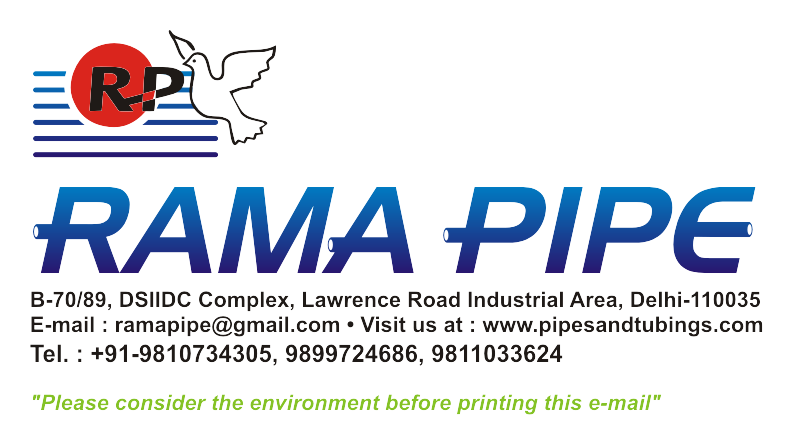 RP
RAMA PIPE
B-70/89, DSIIDC Complex, Lawrence Road Industrial Area, Delhi-110035
E-mail : ramapipe@gmail.com • Visit us at : www.pipesandtubings.com
Tel. : +91-9810734305, 9899724686, 9811033624
"Please consider the environment before printing this e-mail"